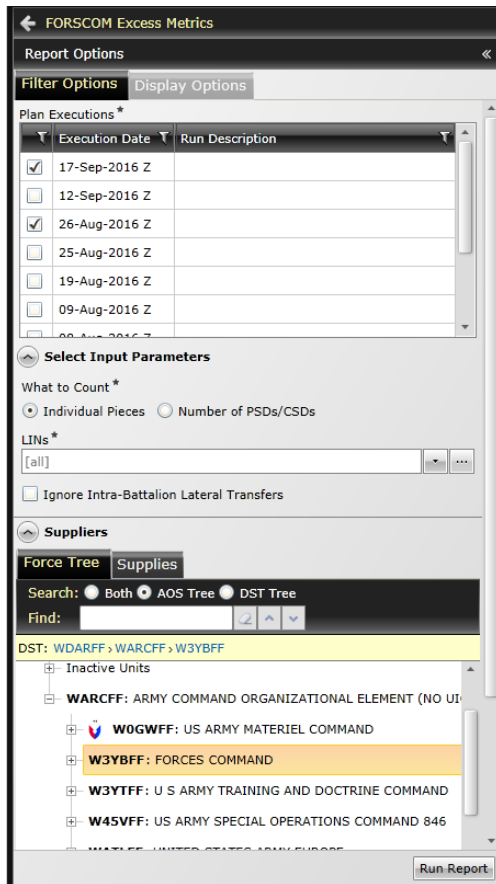 FORSCOM Excess Metrics
Report Options «
Filter Options Display Options
Plan Executions *
Execution Date Run Description
17-Sep-2016 Z
12-Sep-2016 Z
26-Aug-2016 Z
25-Aug-2016 Z
19-Aug-2016 Z
09-Aug-2016 Z
Select Input Parameters
What to Count *
Individual Pieces Number of PSDs/CSDs
LINs *
[all] ...
Ignore Intra-Battalion Lateral Transfers
Suppliers
Force Tree Supplies
Search: Both AOS Tree DST Tree
Find:
DST: WDARFF › WARCFF › W3YBFF
Inactive Units
WARCFF: ARMY COMMAND ORGANIZATIONAL ELEMENT (NO UI
W0GWFF: US ARMY MATERIEL COMMAND
W3YBFF: FORCES COMMAND
W3YTFF: U S ARMY TRAINING AND DOCTRINE COMMAND
W45VFF: US ARMY SPECIAL OPERATIONS COMMAND 846
UNITED STATES ARMY EUROPE
Run Report